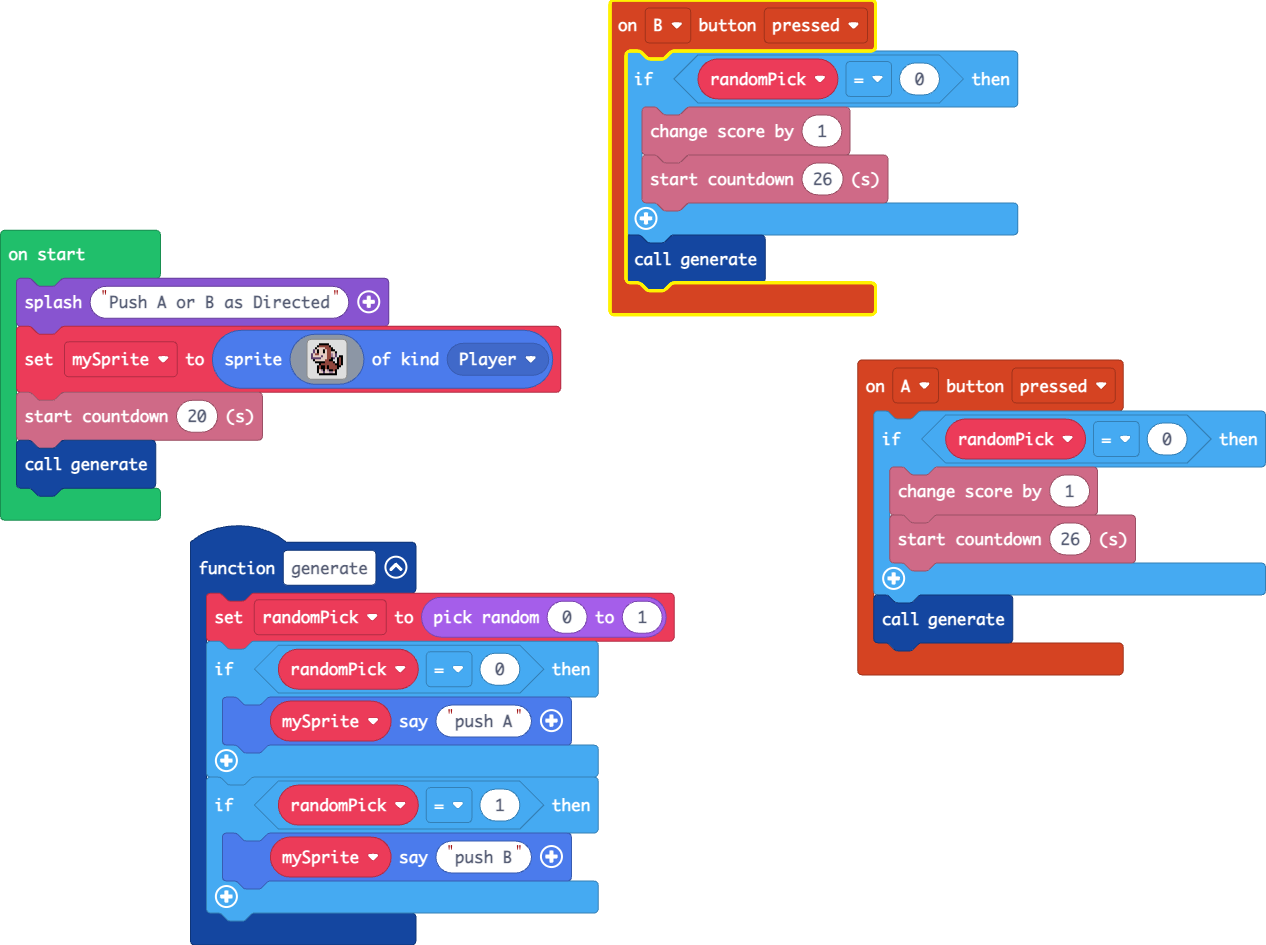 on start
splash "Push A or B as Directed"
set mySprite to sprite of kind Player
start countdown 20 (s)
call generate
function generate
set randomPick to pick random 0 to 1
if randomPick = 0 then
mySprite say "push A"
if randomPick = 1 then
mySprite say "push B"
on B button pressed
if randomPick = 0 then
change score by 1
start countdown 26 (s)
call generate
on A button pressed
if randomPick = 0 then
change score by 1
start countdown 26 (s)
call generate